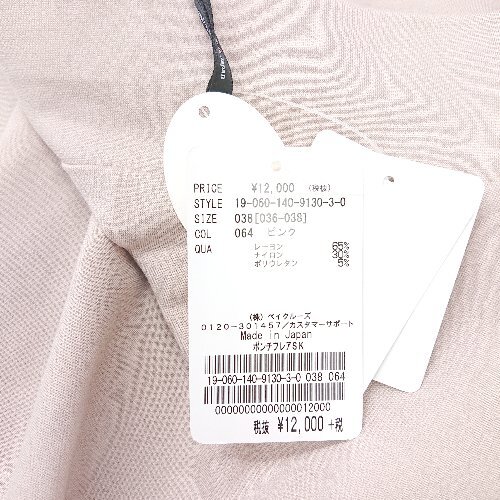 PRICE ¥12,000 (税抜)
STYLE 19-060-140-9130-3-0
SIZE 038[036-038]
COL 064 ピンク
QUA レーヨン
ナイロン
ポリウレタン
(株) ベイクルーズ
0120-301457/カスタマーサポート
Made in Japan
ポンチフレアSK
19-060-140-9130-3-0 038 064
00000000000000012000
税抜 ¥12,000 +税